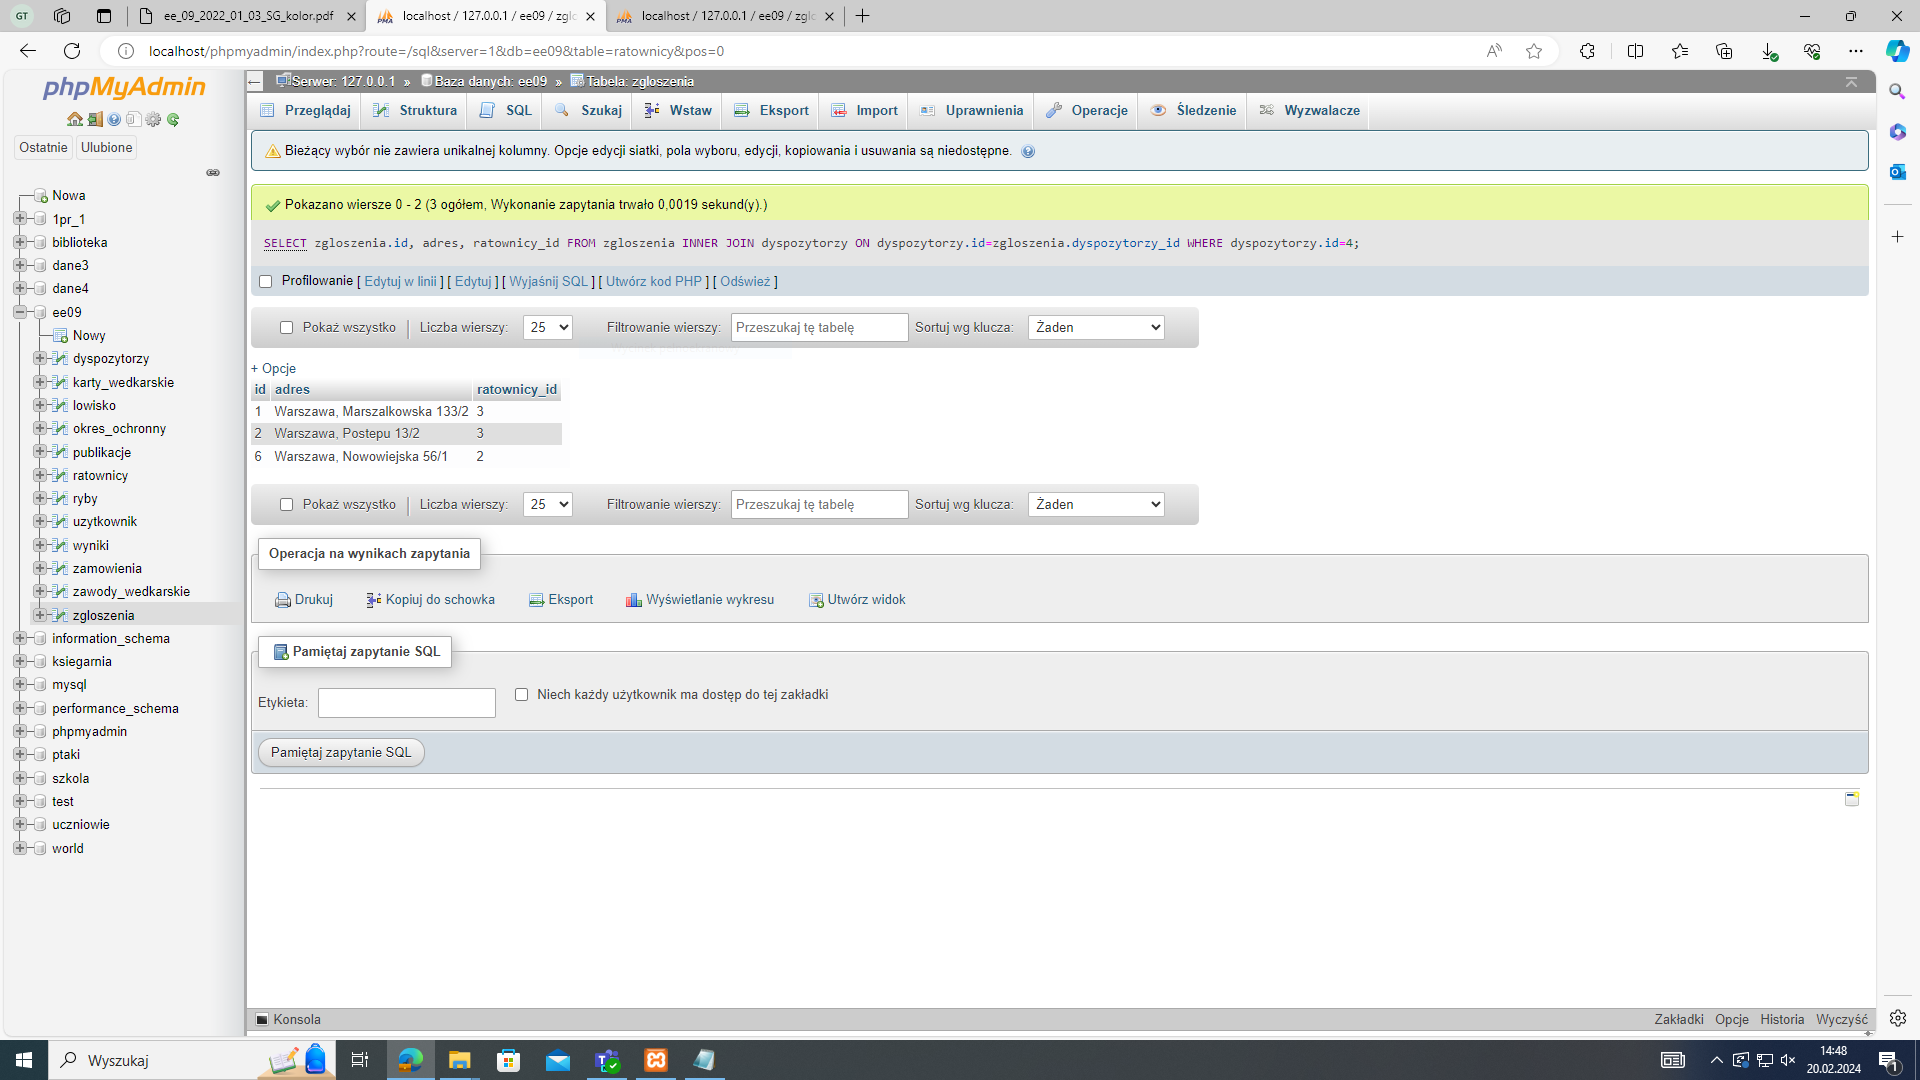 GT
ee_09_2022_01_03_SG_kolor.pdf
localhost / 127.0.0.1 / ee09 / zglo
localhost / 127.0.0.1 / ee09 / zglo
localhost/phpmyadmin/index.php?route=/sql&server=1&db=ee09&table=ratownicy&pos=0
phpMyAdmin
Ostatnie Ulubione
Nowa
1pr_1
biblioteka
dane3
dane4
ee09
Nowy
dyspozytorzy
karty_wedkarskie
lowisko
okres_ochronny
publikacje
ratownicy
ryby
uzytkownik
wyniki
zamowienia
zawody_wedkarskie
zgloszenia
information_schema
ksiegarnia
mysql
performance_schema
phpmyadmin
ptaki
szkola
test
uczniowie
world
Serwer: 127.0.0.1 » Baza danych: ee09 » Tabela: zgloszenia
Przeglądaj Struktura SQL Szukaj Wstaw Eksport Import Uprawnienia Operacje Śledzenie Wyzwalacze
Bieżący wybór nie zawiera unikalnej kolumny. Opcje edycji siatki, pola wyboru, edycji, kopiowania i usuwania są niedostępne.
Pokazano wiersze 0 - 2 (3 ogółem, Wykonanie zapytania trwało 0,0019 sekund(y).)
SELECT zgloszenia.id, adres, ratownicy_id FROM zgloszenia INNER JOIN dyspozytorzy ON dyspozytorzy.id=zgloszenia.dyspozytorzy_id WHERE dyspozytorzy.id=4;
Profilowanie [ Edytuj w linii ] [ Edytuj ] [ Wyjaśnij SQL ] [ Utwórz kod PHP ] [ Odśwież ]
Pokaż wszystko Liczba wierszy: 25 Filtrowanie wierszy: Przeszukaj tę tabelę Sortuj wg klucza: Żaden
+ Opcje
id adres ratownicy_id
1 Warszawa, Marszalkowska 133/2 3
2 Warszawa, Postepu 13/2 3
6 Warszawa, Nowowiejska 56/1 2
Pokaż wszystko Liczba wierszy: 25 Filtrowanie wierszy: Przeszukaj tę tabelę Sortuj wg klucza: Żaden
Operacja na wynikach zapytania
Drukuj Kopiuj do schowka Eksport Wyświetlanie wykresu Utwórz widok
Pamiętaj zapytanie SQL
Etykieta: Niech każdy użytkownik ma dostęp do tej zakładki
Pamiętaj zapytanie SQL
Konsola Zakładki Opcje Historia Wyczyść
Wyszukaj
14:48
20.02.2024
1